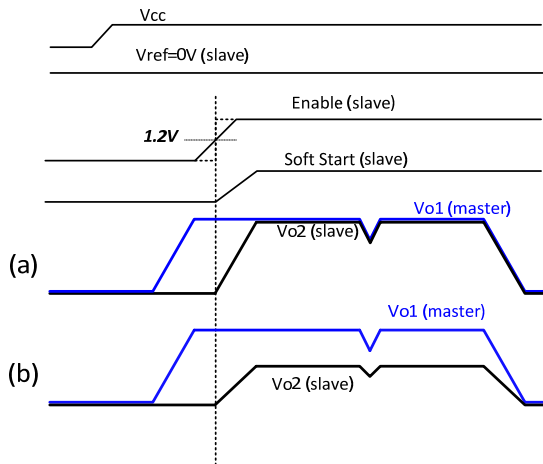 Vcc
Vref=0V (slave)
Enable (slave)
1.2V
Soft Start (slave)
Vo1 (master)
Vo2 (slave)
(a)
Vo1 (master)
(b)
Vo2 (slave)